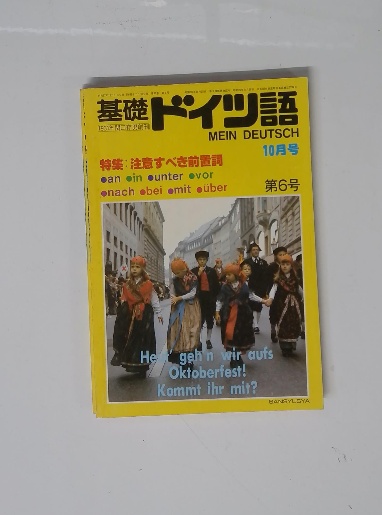 基礎ドイツ語
MEIN DEUTSCH
10月号
特集：注意すべき前置詞
●an ●in ●unter ●vor
●nach ●bei ●mit ●über
第6号
Heut' geh'n wir aufs
Oktoberfest!
Kommt ihr mit?
SANSYUSYA